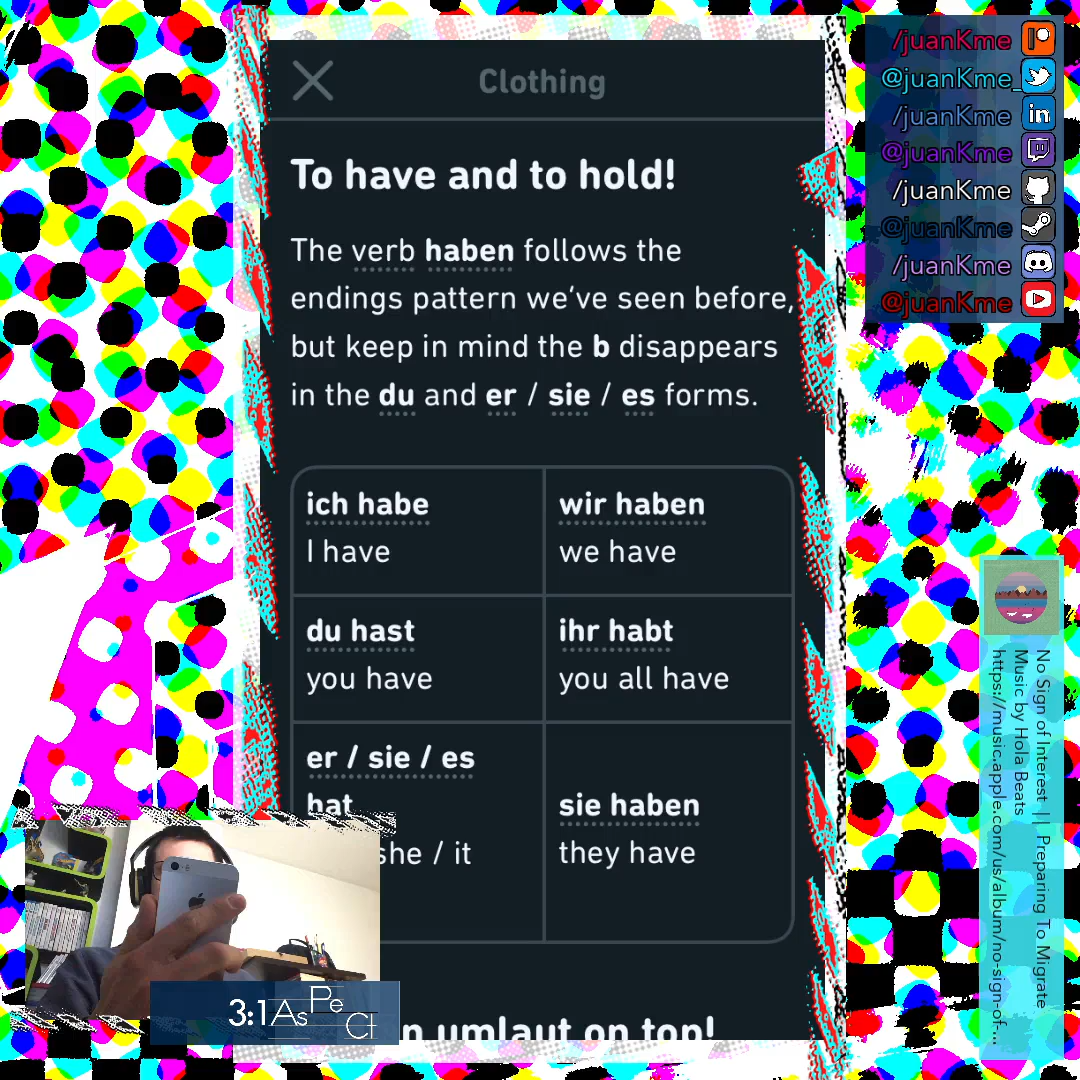 Clothing
To have and to hold!
The verb haben follows the
endings pattern we've seen before,
but keep in mind the b disappears
in the du and er / sie / es forms.
ich habe
I have
wir haben
we have
du hast
you have
ihr habt
you all have
er / sie / es
hat
she / it
sie haben
they have
n umlaut on top!
/juanKme
@juanKme_
/juanKme
@juanKme
/juanKme
@juanKme
/juanKme
@juanKme
in
No Sign of Interest || Preparing To Migrate
Music by Hola Beats
https://music.apple.com/us/album/no-sign-of...
3:1 AsPeCt